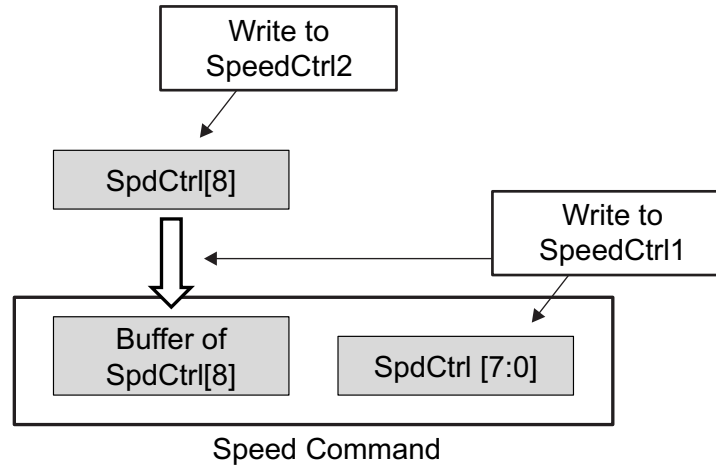 Write to
SpeedCtrl2
SpdCtrl[8]
Write to
SpeedCtrl1
Buffer of
SpdCtrl[8]
SpdCtrl [7:0]
Speed Command